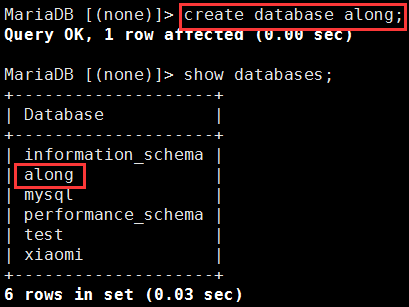 MariaDB [(none)]> create database along;
Query OK, 1 row affected (0.00 sec)
MariaDB [(none)]> show databases;
+--------------------+
| Database           |
+--------------------+
| information_schema |
| along              |
| mysql              |
| performance_schema |
| test               |
| xiaomi             |
+--------------------+
6 rows in set (0.03 sec)